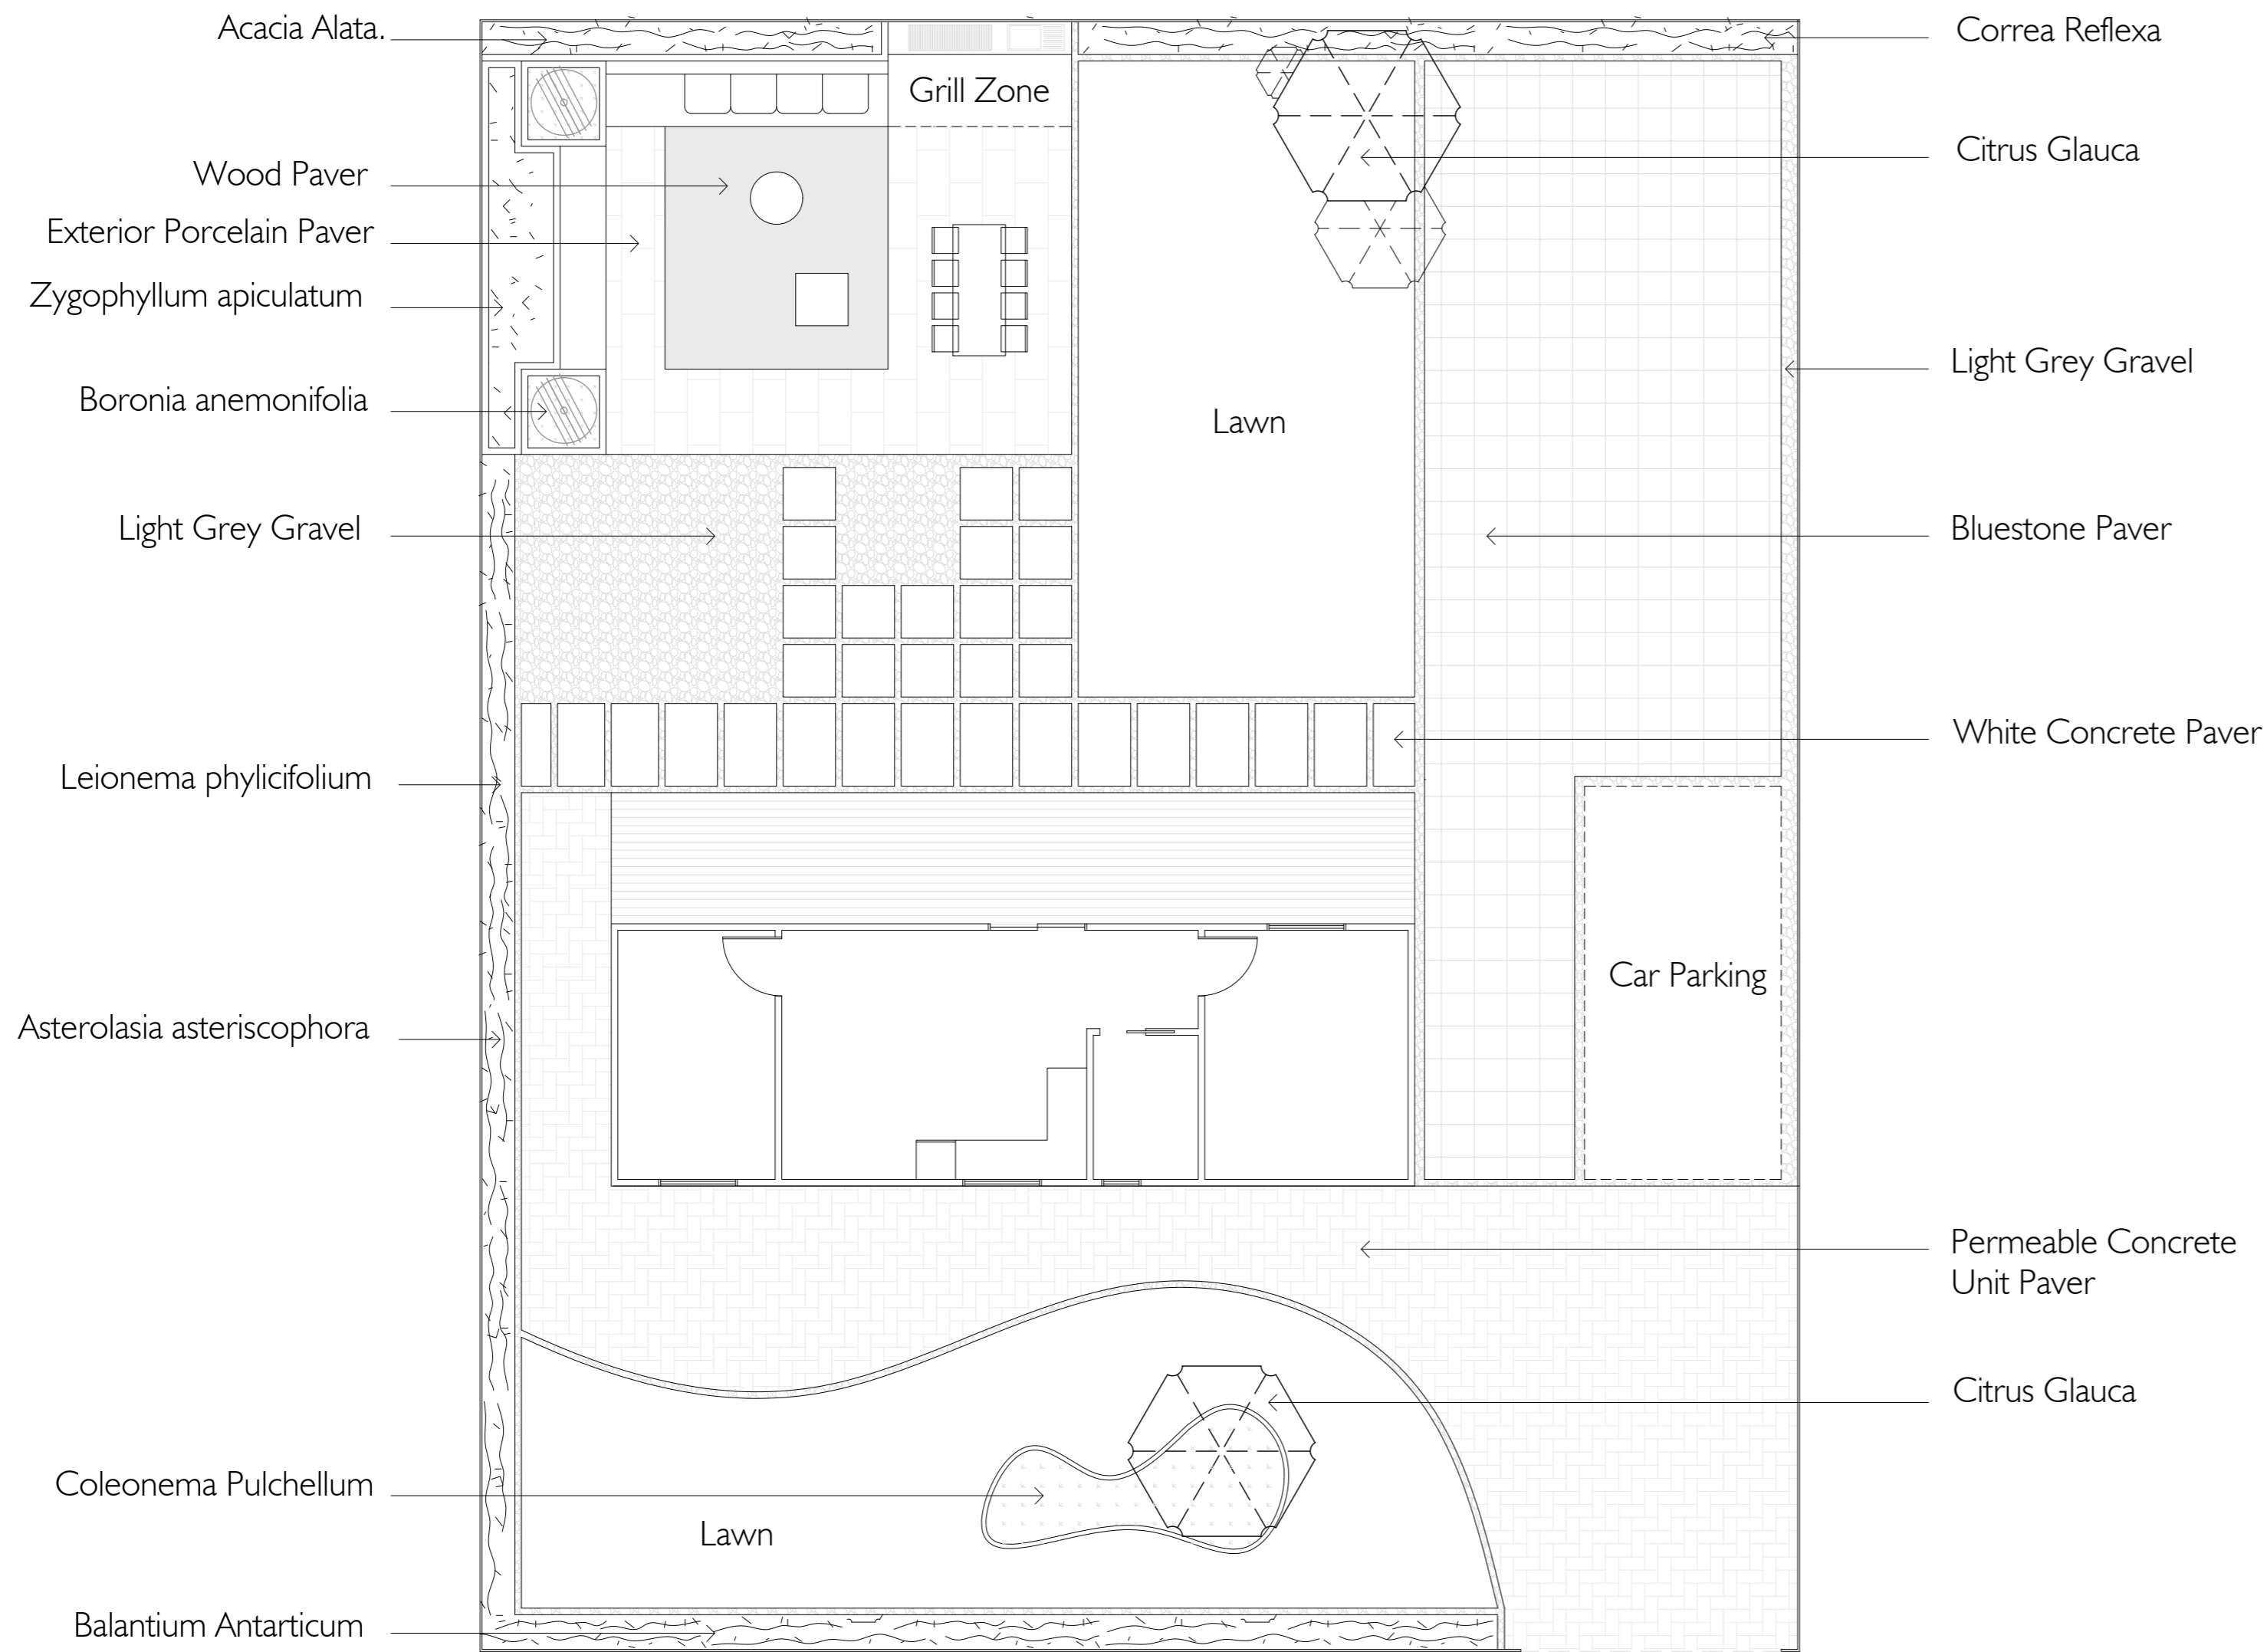 Acacia Alata.
Correa Reflexa
Grill Zone
Citrus Glauca
Wood Paver
Exterior Porcelain Paver
Zygophyllum apiculatum
Light Grey Gravel
Boronia anemonifolia
Lawn
Light Grey Gravel
Bluestone Paver
White Concrete Paver
Leionema phylicifolium
Car Parking
Asterolasia asteriscophora
Permeable Concrete
Unit Paver
Citrus Glauca
Coleonema Pulchellum
Lawn
Balantium Antarticum